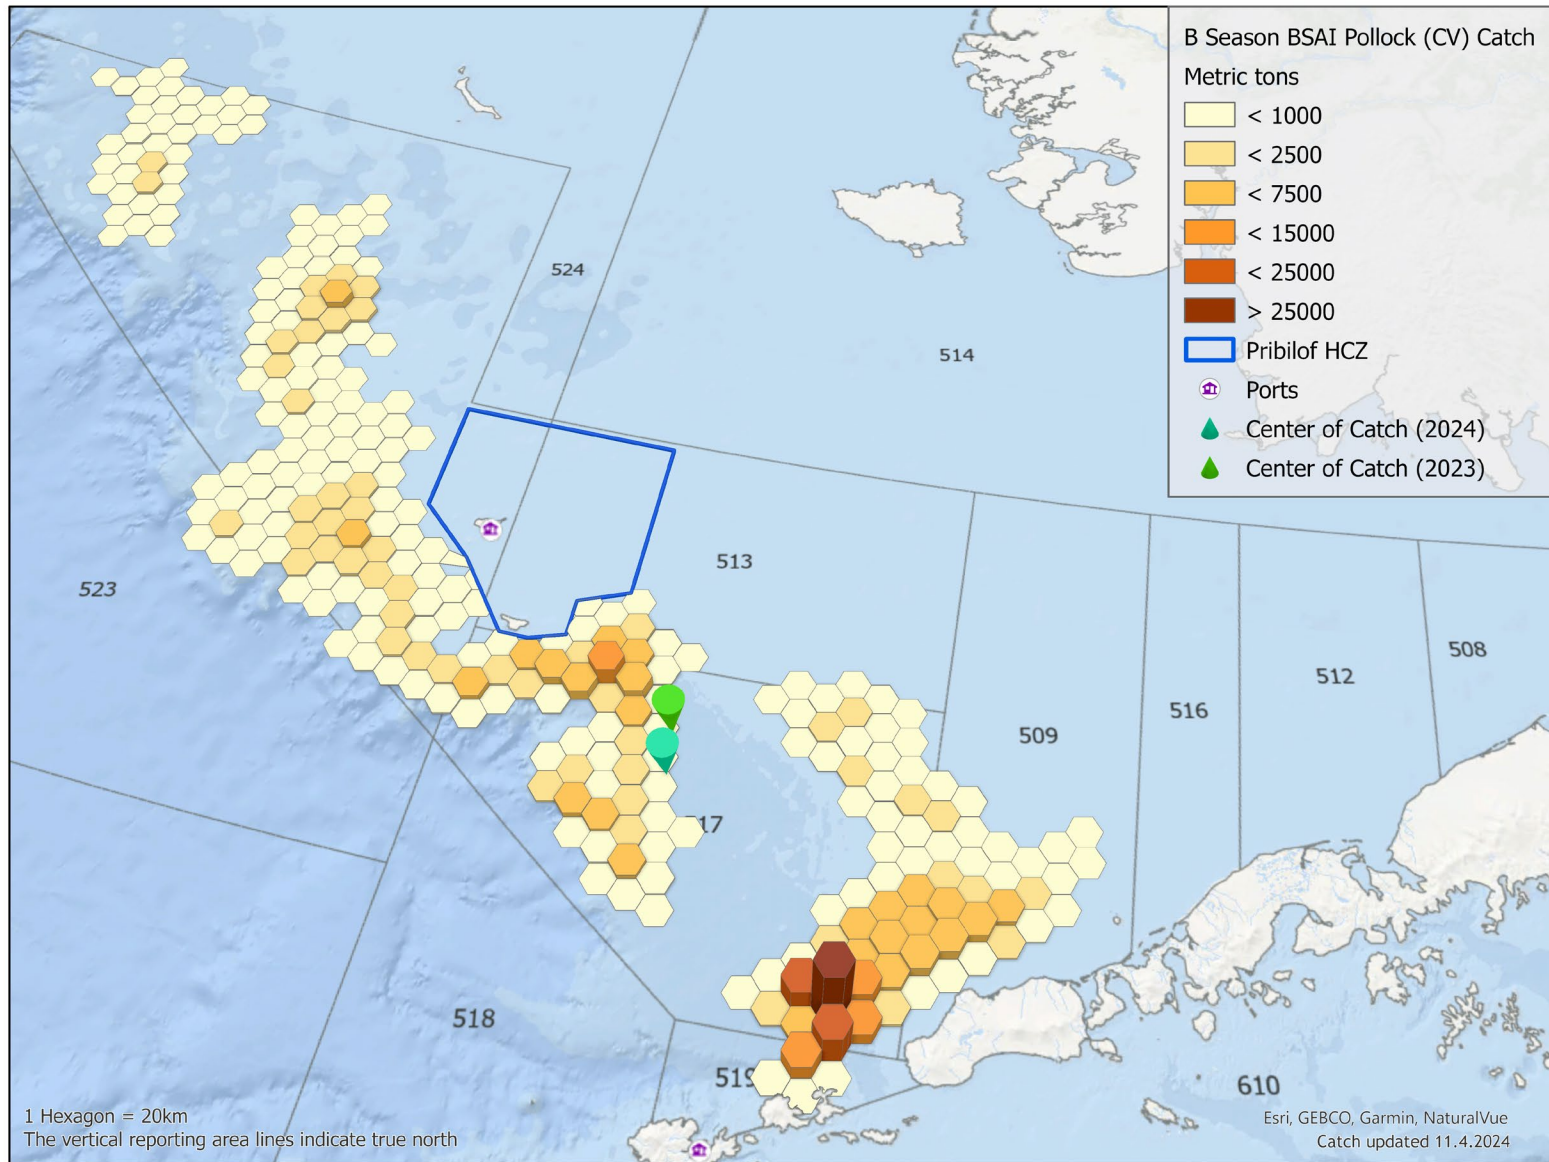 B Season BSAI Pollock (CV) Catch
Metric tons
< 1000
< 2500
< 7500
< 15000
< 25000
> 25000
Pribilof HCZ
Ports
Center of Catch (2024)
Center of Catch (2023)
524
514
513
523
508
512
516
509
17
518
519
610
1 Hexagon = 20km
The vertical reporting area lines indicate true north
Esri, GEBCO, Garmin, NaturalVue
Catch updated 11.4.2024